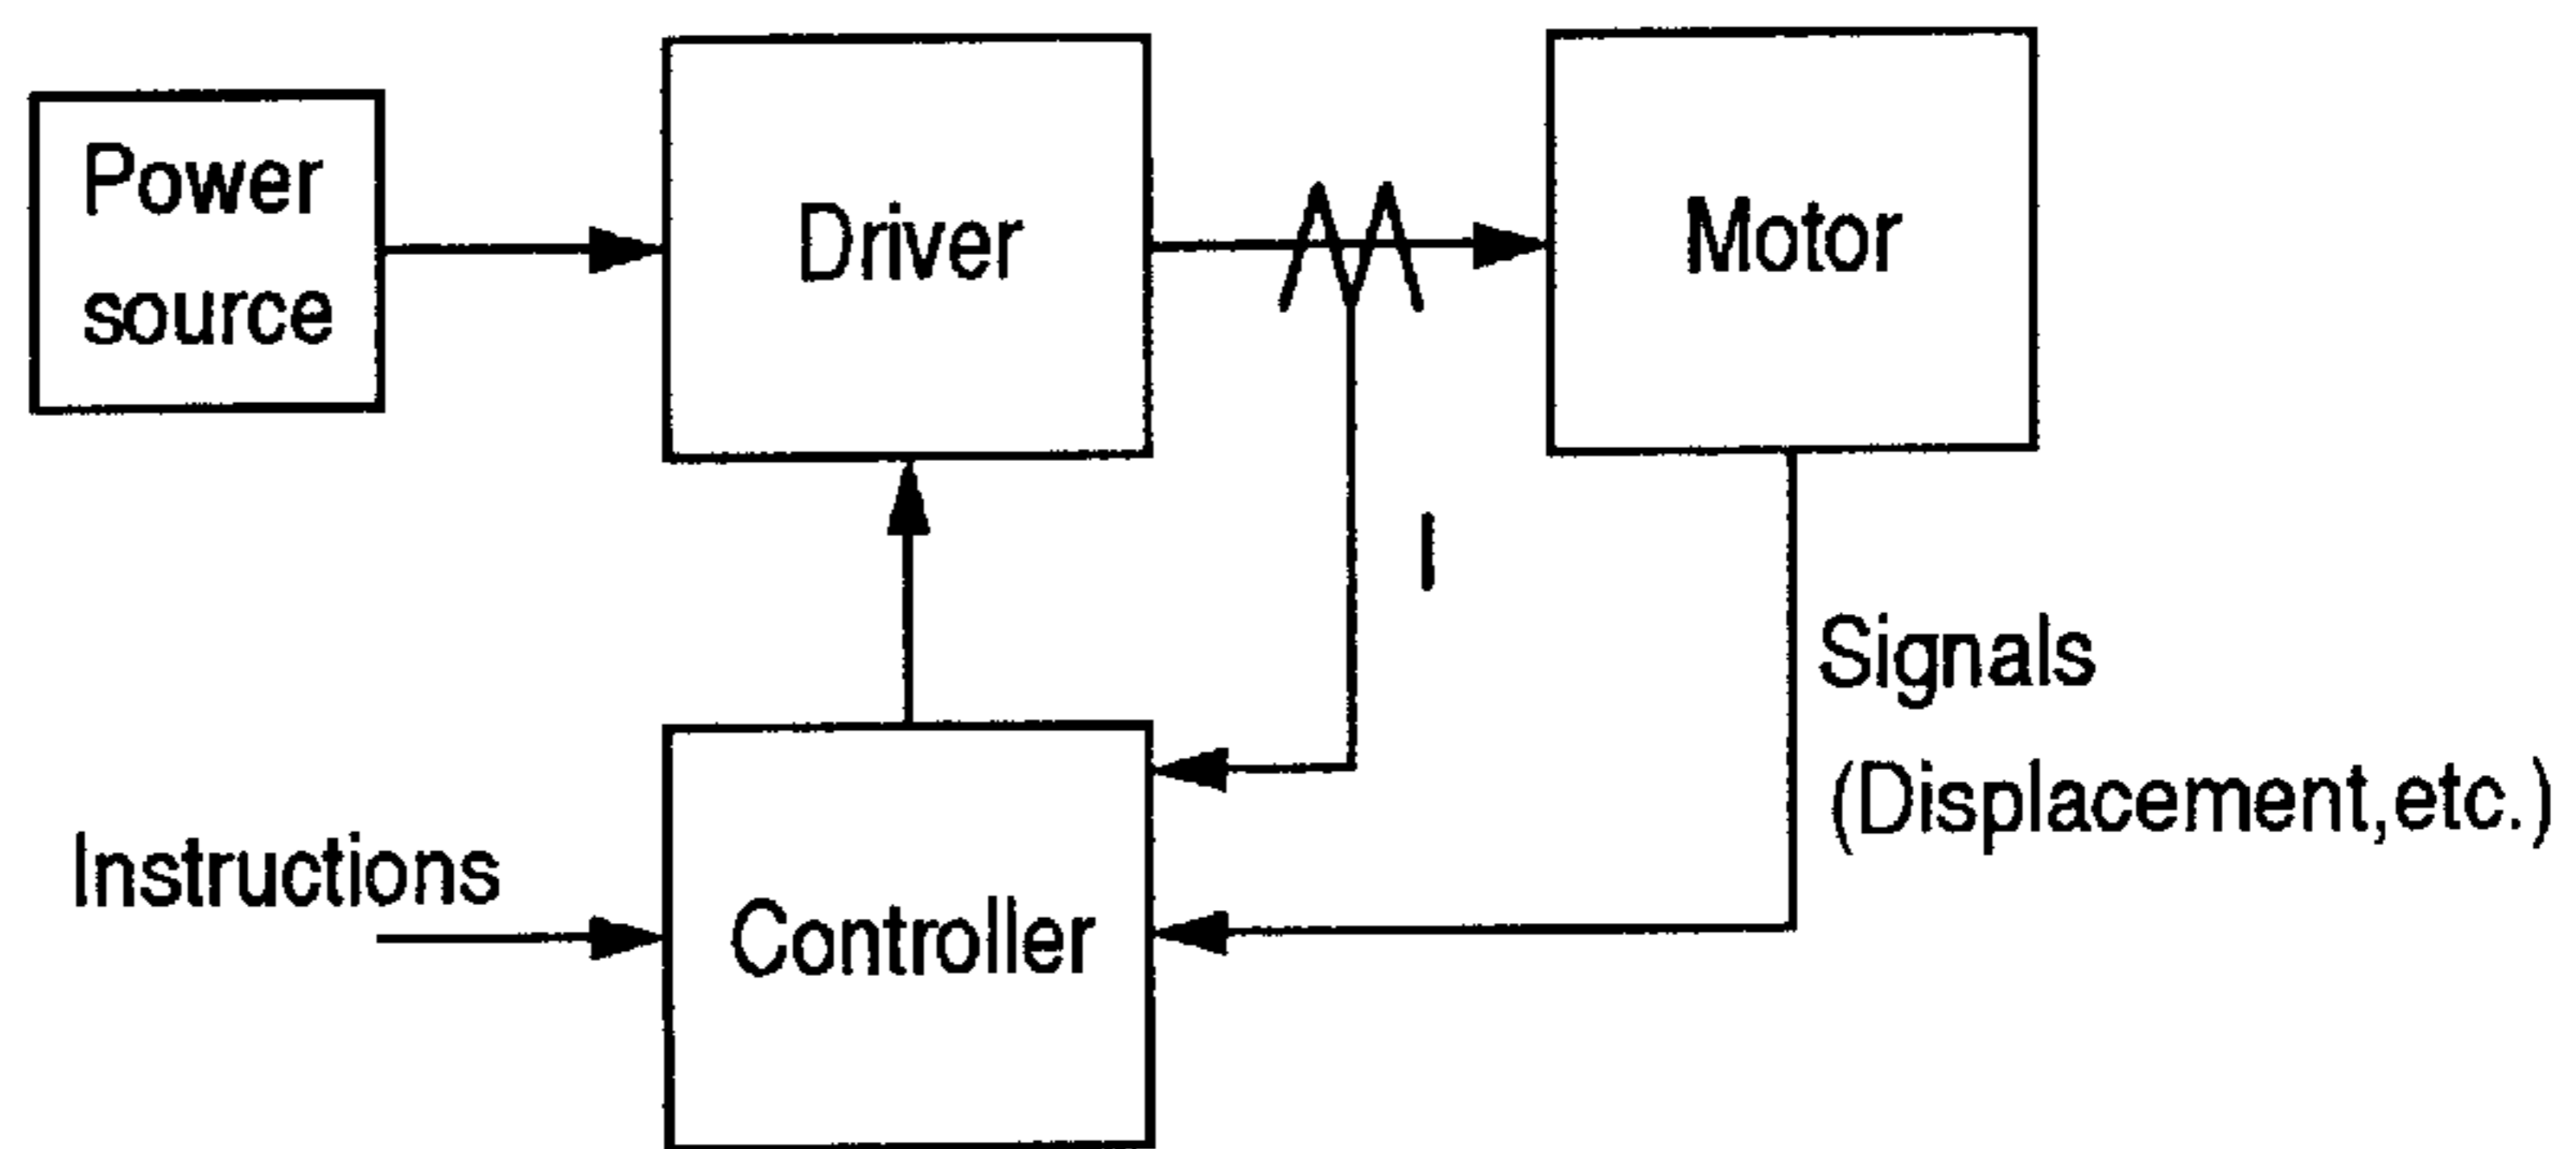 Power
source
Driver
Motor
I
Signals
(Displacement,etc.)
Instructions
Controller